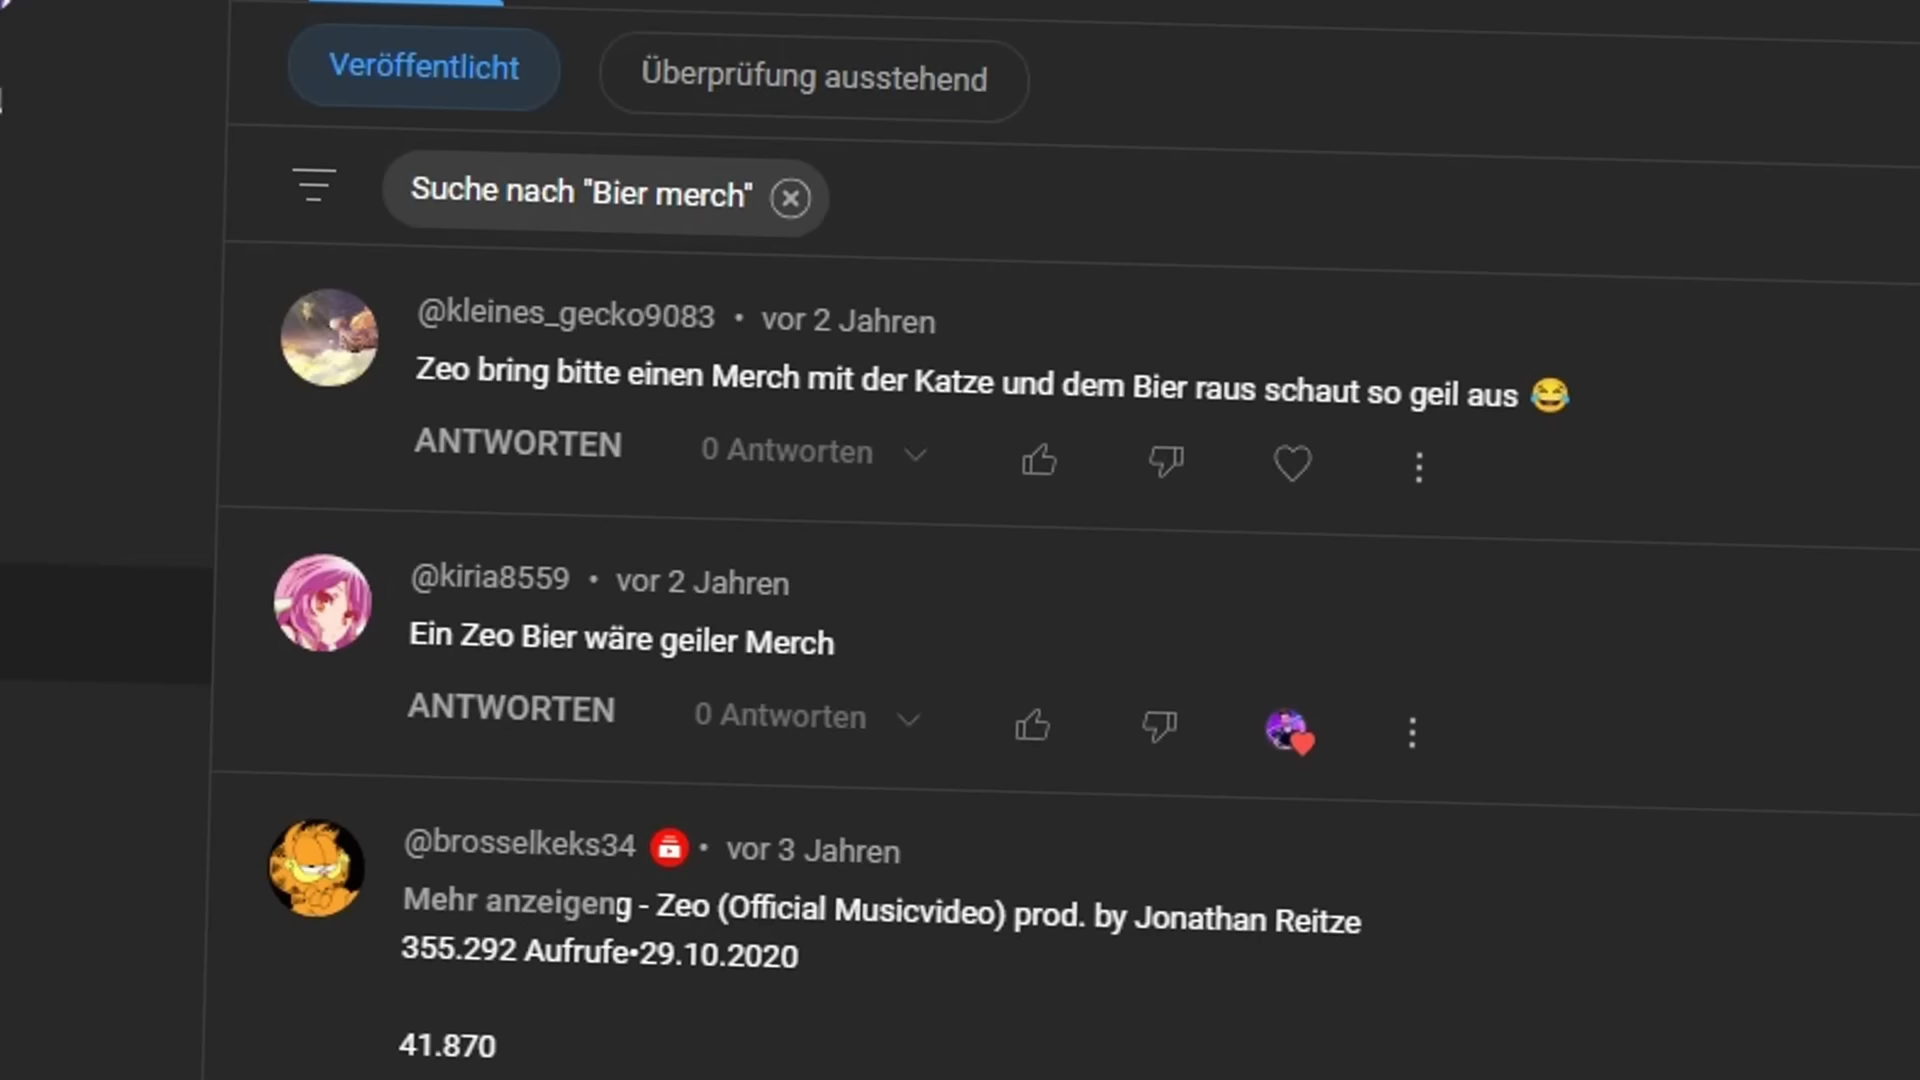 Veröffentlicht
Überprüfung ausstehend
Suche nach "Bier merch"
@kleines_gecko9083 • vor 2 Jahren
Zeo bring bitte einen Merch mit der Katze und dem Bier raus schaut so geil aus 😂
ANTWORTEN
0 Antworten
@kiria8559 • vor 2 Jahren
Ein Zeo Bier wäre geiler Merch
ANTWORTEN
0 Antworten
@brosselkeks34 • vor 3 Jahren
Mehr anzeigeng - Zeo (Official Musicvideo) prod. by Jonathan Reitze
355.292 Aufrufe•29.10.2020
41.870